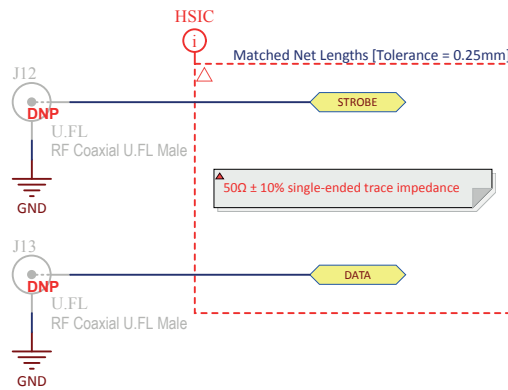 HSIC
i
Matched Net Lengths [Tolerance = 0.25mm]
J12
DNP
STROBE
U.FL
RF Coaxial U.FL Male
GND
50Ω ± 10% single-ended trace impedance
J13
DNP
DATA
U.FL
RF Coaxial U.FL Male
GND